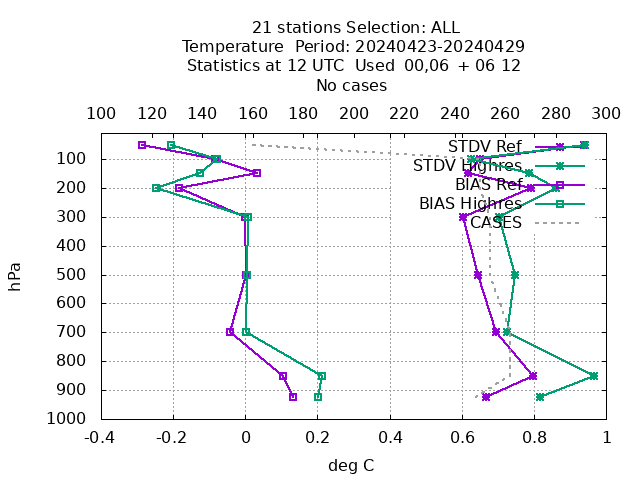 21 stations Selection: ALL
Temperature  Period: 20240423-20240429
Statistics at 12 UTC  Used  00,06  + 06 12
No cases
100 120 140 160 180 200 220 240 260 280 300
STDV Ref
STDV Highres
BIAS Ref
BIAS Highres
CASES
100
200
300
400
500
600
700
800
900
1000
hPa
-0.4 -0.2 0 0.2 0.4 0.6 0.8 1
deg C